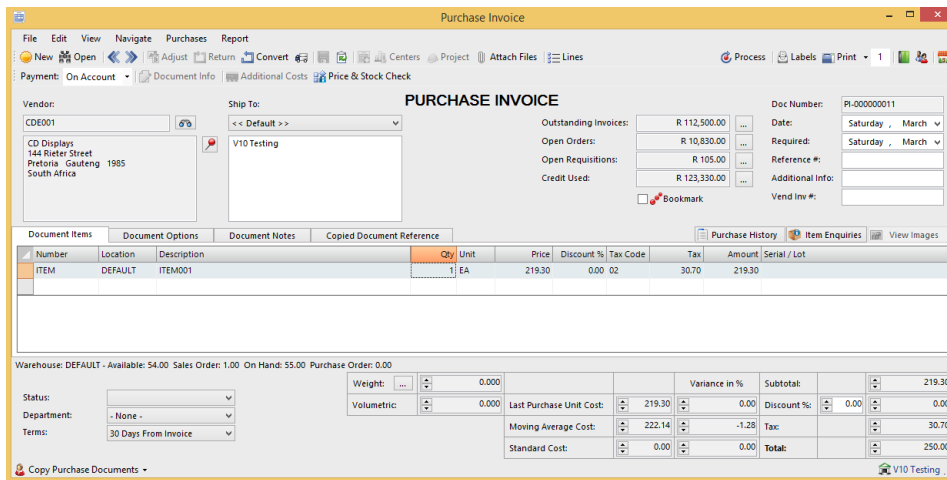 Purchase Invoice
File Edit View Navigate Purchases Report
New Open Adjust Return Convert Centers Project Attach Files Lines Process Labels Print 1
Payment: On Account Document Info Additional Costs Price & Stock Check
PURCHASE INVOICE
Vendor: Ship To: Doc Number: PI-000000011
CDE001 << Default >> Outstanding Invoices: R 112,500.00 ... Date: Saturday , March
CD Displays V10 Testing Open Orders: R 10,830.00 ... Required: Saturday , March
144 Rieter Street
Pretoria Gauteng 1985 Open Requisitions: R 105.00 ... Reference #:
South Africa Credit Used: R 123,330.00 ... Additional Info:
Bookmark Vend Inv #:
Document Items Document Options Document Notes Copied Document Reference Purchase History Item Enquiries View Images
Number Location Description Qty Unit Price Discount % Tax Code Tax Amount Serial / Lot
ITEM DEFAULT ITEM001 1 EA 219.30 0.00 02 30.70 219.30
Warehouse: DEFAULT - Available: 54.00 Sales Order: 1.00 On Hand: 55.00 Purchase Order: 0.00
Weight: ... 0.000 Variance in % Subtotal: 219.30
Status: Volumetric: 0.000 Last Purchase Unit Cost: 219.30 0.00 Discount %: 0.00 0.00
Department: - None - Moving Average Cost: 222.14 -1.28 Tax: 30.70
Terms: 30 Days From Invoice Standard Cost: 0.00 0.00 Total: 250.00
Copy Purchase Documents V10 Testing